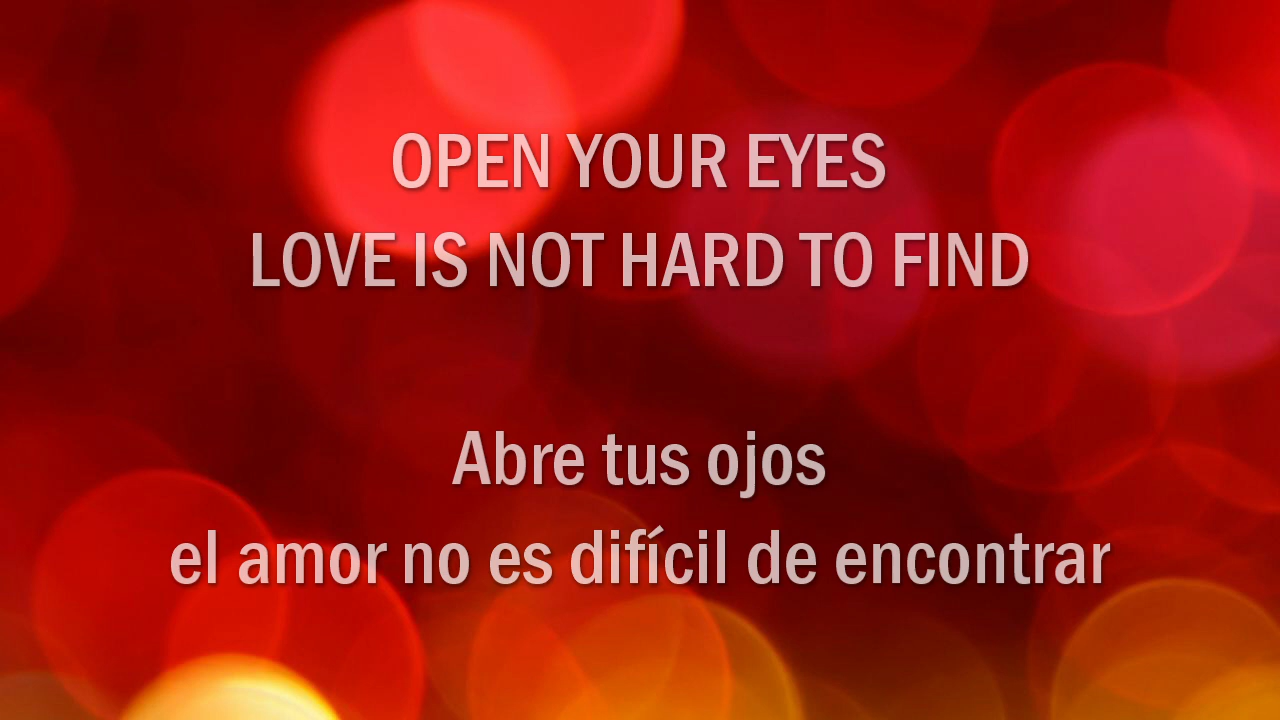 OPEN YOUR EYES
LOVE IS NOT HARD TO FIND
Abre tus ojos
el amor no es difícil de encontrar